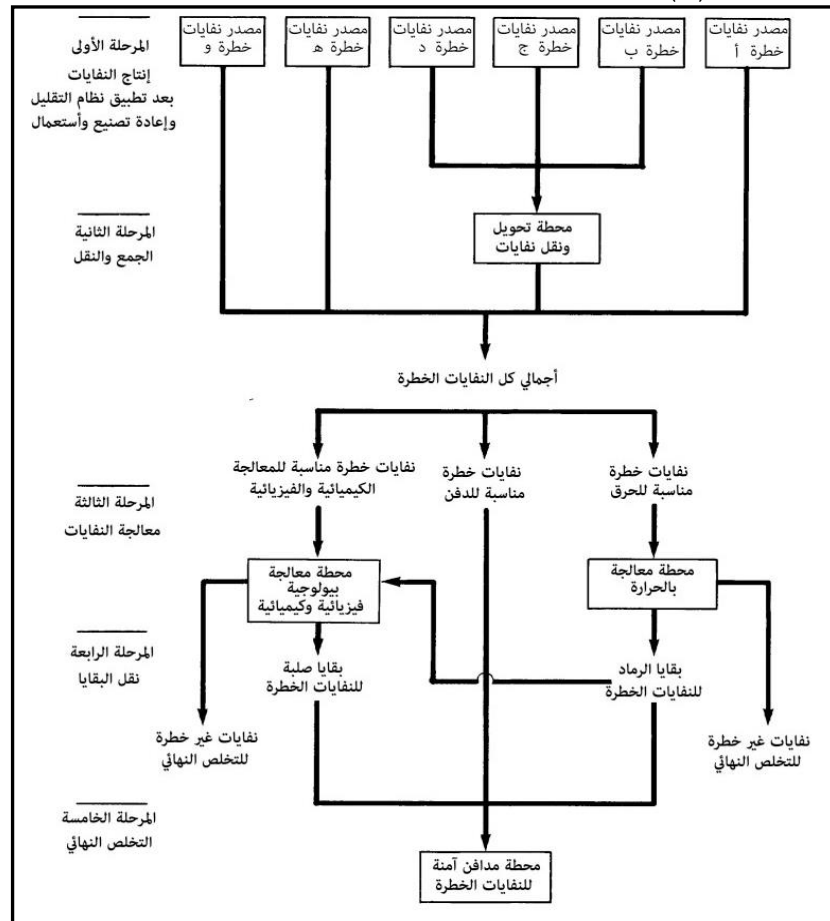 المرحلة الأولى
إنتاج النفايات
بعد تطبيق نظام التقليل
وإعادة تصنيع وأستعمال
مصدر نفايات
خطرة أ
مصدر نفايات
خطرة ب
مصدر نفايات
خطرة ج
مصدر نفايات
خطرة د
مصدر نفايات
خطرة ه
مصدر نفايات
خطرة و
المرحلة الثانية
الجمع والنقل
محطة تحويل
ونقل نفايات
أجمالي كل النفايات الخطرة
المرحلة الثالثة
معالجة النفايات
نفايات خطرة
مناسبة للحرق
نفايات خطرة
مناسبة للدفن
نفايات خطرة مناسبة للمعالجة
الكيميائية والفيزيائية
محطة معالجة
بالحرارة
محطة معالجة
بيولوجية
فيزيائية وكيميائية
المرحلة الرابعة
نقل البقايا
بقايا الرماد
للنفايات الخطرة
بقايا صلبة
للنفايات الخطرة
نفايات غير خطرة
للتخلص النهائي
نفايات غير خطرة
للتخلص النهائي
المرحلة الخامسة
التخلص النهائي
محطة مدافن آمنة
للنفايات الخطرة